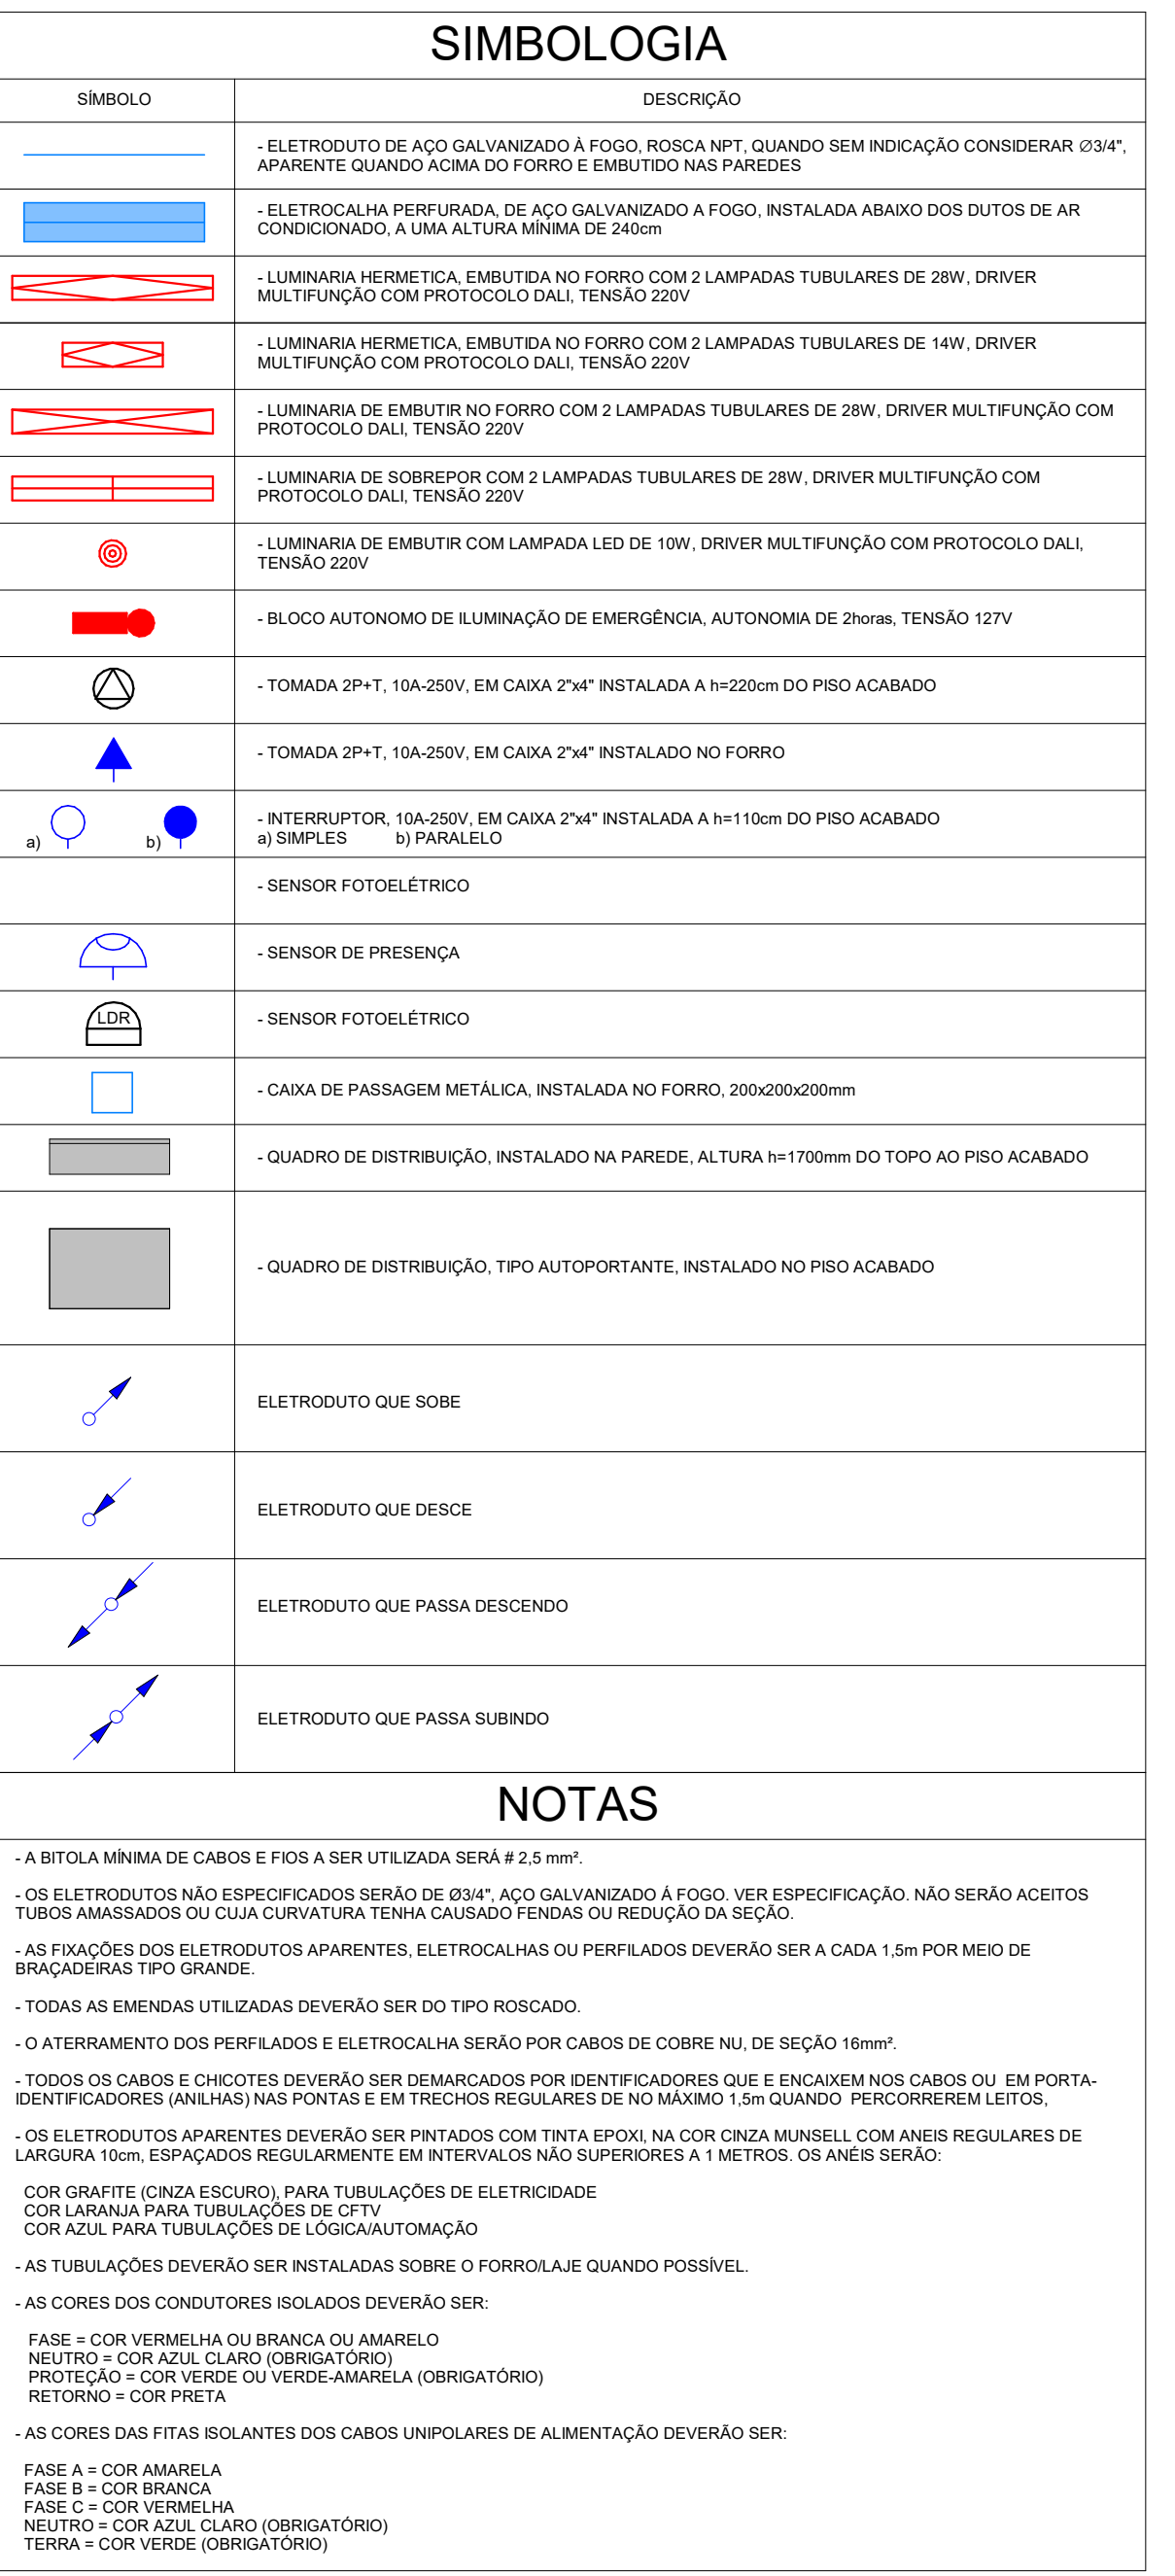 SIMBOLOGIA
SÍMBOLO
DESCRIÇÃO
- ELETRODUTO DE AÇO GALVANIZADO À FOGO, ROSCA NPT, QUANDO SEM INDICAÇÃO CONSIDERAR ∅3/4",
APARENTE QUANDO ACIMA DO FORRO E EMBUTIDO NAS PAREDES
- ELETROCALHA PERFURADA, DE AÇO GALVANIZADO A FOGO, INSTALADA ABAIXO DOS DUTOS DE AR
CONDICIONADO, A UMA ALTURA MÍNIMA DE 240cm
- LUMINARIA HERMETICA, EMBUTIDA NO FORRO COM 2 LAMPADAS TUBULARES DE 28W, DRIVER
MULTIFUNÇÃO COM PROTOCOLO DALI, TENSÃO 220V
- LUMINARIA HERMETICA, EMBUTIDA NO FORRO COM 2 LAMPADAS TUBULARES DE 14W, DRIVER
MULTIFUNÇÃO COM PROTOCOLO DALI, TENSÃO 220V
- LUMINARIA DE EMBUTIR NO FORRO COM 2 LAMPADAS TUBULARES DE 28W, DRIVER MULTIFUNÇÃO COM
PROTOCOLO DALI, TENSÃO 220V
- LUMINARIA DE SOBREPOR COM 2 LAMPADAS TUBULARES DE 28W, DRIVER MULTIFUNÇÃO COM
PROTOCOLO DALI, TENSÃO 220V
- LUMINARIA DE EMBUTIR COM LAMPADA LED DE 10W, DRIVER MULTIFUNÇÃO COM PROTOCOLO DALI,
TENSÃO 220V
- BLOCO AUTONOMO DE ILUMINAÇÃO DE EMERGÊNCIA, AUTONOMIA DE 2horas, TENSÃO 127V
- TOMADA 2P+T, 10A-250V, EM CAIXA 2"x4" INSTALADA A h=220cm DO PISO ACABADO
- TOMADA 2P+T, 10A-250V, EM CAIXA 2"x4" INSTALADO NO FORRO
a) b)
- INTERRUPTOR, 10A-250V, EM CAIXA 2"x4" INSTALADA A h=110cm DO PISO ACABADO
a) SIMPLES b) PARALELO
- SENSOR FOTOELÉTRICO
- SENSOR DE PRESENÇA
LDR
- SENSOR FOTOELÉTRICO
- CAIXA DE PASSAGEM METÁLICA, INSTALADA NO FORRO, 200x200x200mm
- QUADRO DE DISTRIBUIÇÃO, INSTALADO NA PAREDE, ALTURA h=1700mm DO TOPO AO PISO ACABADO
- QUADRO DE DISTRIBUIÇÃO, TIPO AUTOPORTANTE, INSTALADO NO PISO ACABADO
ELETRODUTO QUE SOBE
ELETRODUTO QUE DESCE
ELETRODUTO QUE PASSA DESCENDO
ELETRODUTO QUE PASSA SUBINDO
NOTAS
- A BITOLA MÍNIMA DE CABOS E FIOS A SER UTILIZADA SERÁ # 2,5 mm².
- OS ELETRODUTOS NÃO ESPECIFICADOS SERÃO DE Ø3/4", AÇO GALVANIZADO Á FOGO. VER ESPECIFICAÇÃO. NÃO SERÃO ACEITOS
TUBOS AMASSADOS OU CUJA CURVATURA TENHA CAUSADO FENDAS OU REDUÇÃO DA SEÇÃO.
- AS FIXAÇÕES DOS ELETRODUTOS APARENTES, ELETROCALHAS OU PERFILADOS DEVERÃO SER A CADA 1,5m POR MEIO DE
BRAÇADEIRAS TIPO GRANDE.
- TODAS AS EMENDAS UTILIZADAS DEVERÃO SER DO TIPO ROSCADO.
- O ATERRAMENTO DOS PERFILADOS E ELETROCALHA SERÃO POR CABOS DE COBRE NU, DE SEÇÃO 16mm².
- TODOS OS CABOS E CHICOTES DEVERÃO SER DEMARCADOS POR IDENTIFICADORES QUE E ENCAIXEM NOS CABOS OU EM PORTA-
IDENTIFICADORES (ANILHAS) NAS PONTAS E EM TRECHOS REGULARES DE NO MÁXIMO 1,5m QUANDO PERCORREREM LEITOS,
- OS ELETRODUTOS APARENTES DEVERÃO SER PINTADOS COM TINTA EPOXI, NA COR CINZA MUNSELL COM ANEIS REGULARES DE
LARGURA 10cm, ESPAÇADOS REGULARMENTE EM INTERVALOS NÃO SUPERIORES A 1 METROS. OS ANÉIS SERÃO:
COR GRAFITE (CINZA ESCURO), PARA TUBULAÇÕES DE ELETRICIDADE
COR LARANJA PARA TUBULAÇÕES DE CFTV
COR AZUL PARA TUBULAÇÕES DE LÓGICA/AUTOMAÇÃO
- AS TUBULAÇÕES DEVERÃO SER INSTALADAS SOBRE O FORRO/LAJE QUANDO POSSÍVEL.
- AS CORES DOS CONDUTORES ISOLADOS DEVERÃO SER:
FASE = COR VERMELHA OU BRANCA OU AMARELO
NEUTRO = COR AZUL CLARO (OBRIGATÓRIO)
PROTEÇÃO = COR VERDE OU VERDE-AMARELA (OBRIGATÓRIO)
RETORNO = COR PRETA
- AS CORES DAS FITAS ISOLANTES DOS CABOS UNIPOLARES DE ALIMENTAÇÃO DEVERÃO SER:
FASE A = COR AMARELA
FASE B = COR BRANCA
FASE C = COR VERMELHA
NEUTRO = COR AZUL CLARO (OBRIGATÓRIO)
TERRA = COR VERDE (OBRIGATÓRIO)